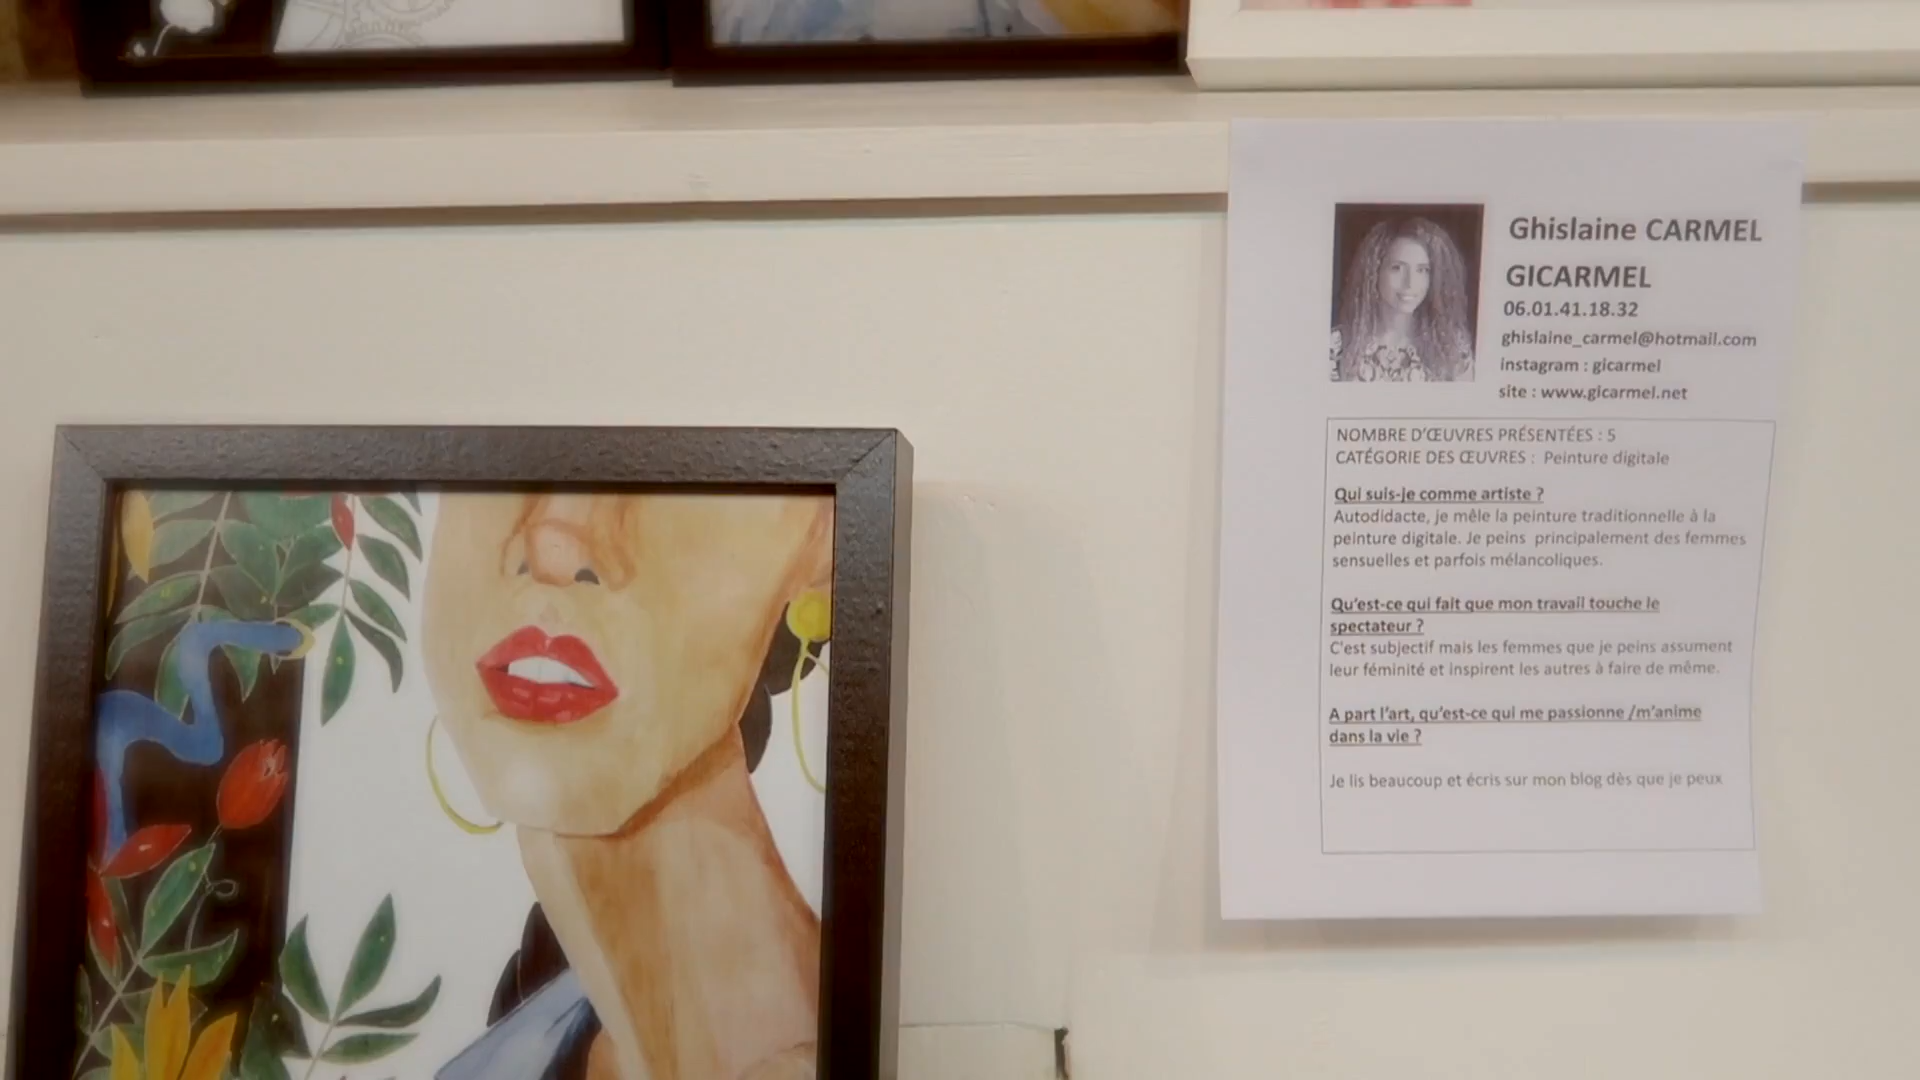 Ghislaine CARMEL
GICARMEL
06.01.41.18.32
ghislaine_carmel@hotmail.com
instagram : gicarmel
site : www.gicarmel.net
NOMBRE D'ŒUVRES PRÉSENTÉES : 5
CATÉGORIE DES ŒUVRES : Peinture digitale
Qui suis-je comme artiste ?
Autodidacte, je mêle la peinture traditionnelle à la
peinture digitale. Je peins principalement des femmes
sensuelles et parfois mélancoliques.
Qu'est-ce qui fait que mon travail touche le
spectateur ?
C'est subjectif mais les femmes que je peins assument
leur féminité et inspirent les autres à faire de même.
A part l'art, qu'est-ce qui me passionne /m'anime
dans la vie ?
Je lis beaucoup et écris sur mon blog dès que je peux